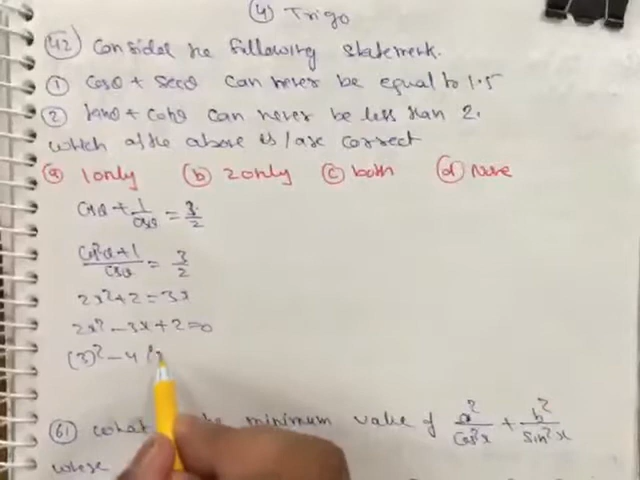 (4) Trigo
(42) Consider the following statement.
(1) cosθ + secθ can never be equal to 1.5
(2) tanθ + cotθ can never be less than 2.
which of the above is/are correct
(a) 1 only (b) 2 only (c) both (d) None
cosθ + 1/cosθ = 3/2
cos²θ+1/cosθ = 3/2
2x²+2 = 3x
2x² - 3x + 2 = 0
(3)² - 4 (
(61) what the minimum value of a²/cos²x + b²/sin²x
whose